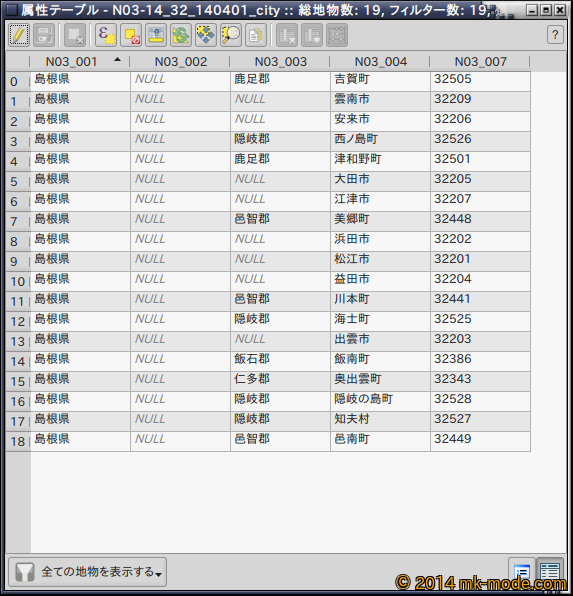 属性テーブル - N03-14_32_140401_city :: 総地物数: 19, フィルター数: 19,
N03_001 N03_002 N03_003 N03_004 N03_007
0 島根県 NULL 鹿足郡 吉賀町 32505
1 島根県 NULL NULL 雲南市 32209
2 島根県 NULL NULL 安来市 32206
3 島根県 NULL 隠岐郡 西ノ島町 32526
4 島根県 NULL 鹿足郡 津和野町 32501
5 島根県 NULL NULL 大田市 32205
6 島根県 NULL NULL 江津市 32207
7 島根県 NULL 邑智郡 美郷町 32448
8 島根県 NULL NULL 浜田市 32202
9 島根県 NULL NULL 松江市 32201
10 島根県 NULL NULL 益田市 32204
11 島根県 NULL 邑智郡 川本町 32441
12 島根県 NULL 隠岐郡 海士町 32525
13 島根県 NULL NULL 出雲市 32203
14 島根県 NULL 飯石郡 飯南町 32386
15 島根県 NULL 仁多郡 奥出雲町 32343
16 島根県 NULL 隠岐郡 隠岐の島町 32528
17 島根県 NULL 隠岐郡 知夫村 32527
18 島根県 NULL 邑智郡 邑南町 32449
全ての地物を表示する
© 2014 mk-mode.com